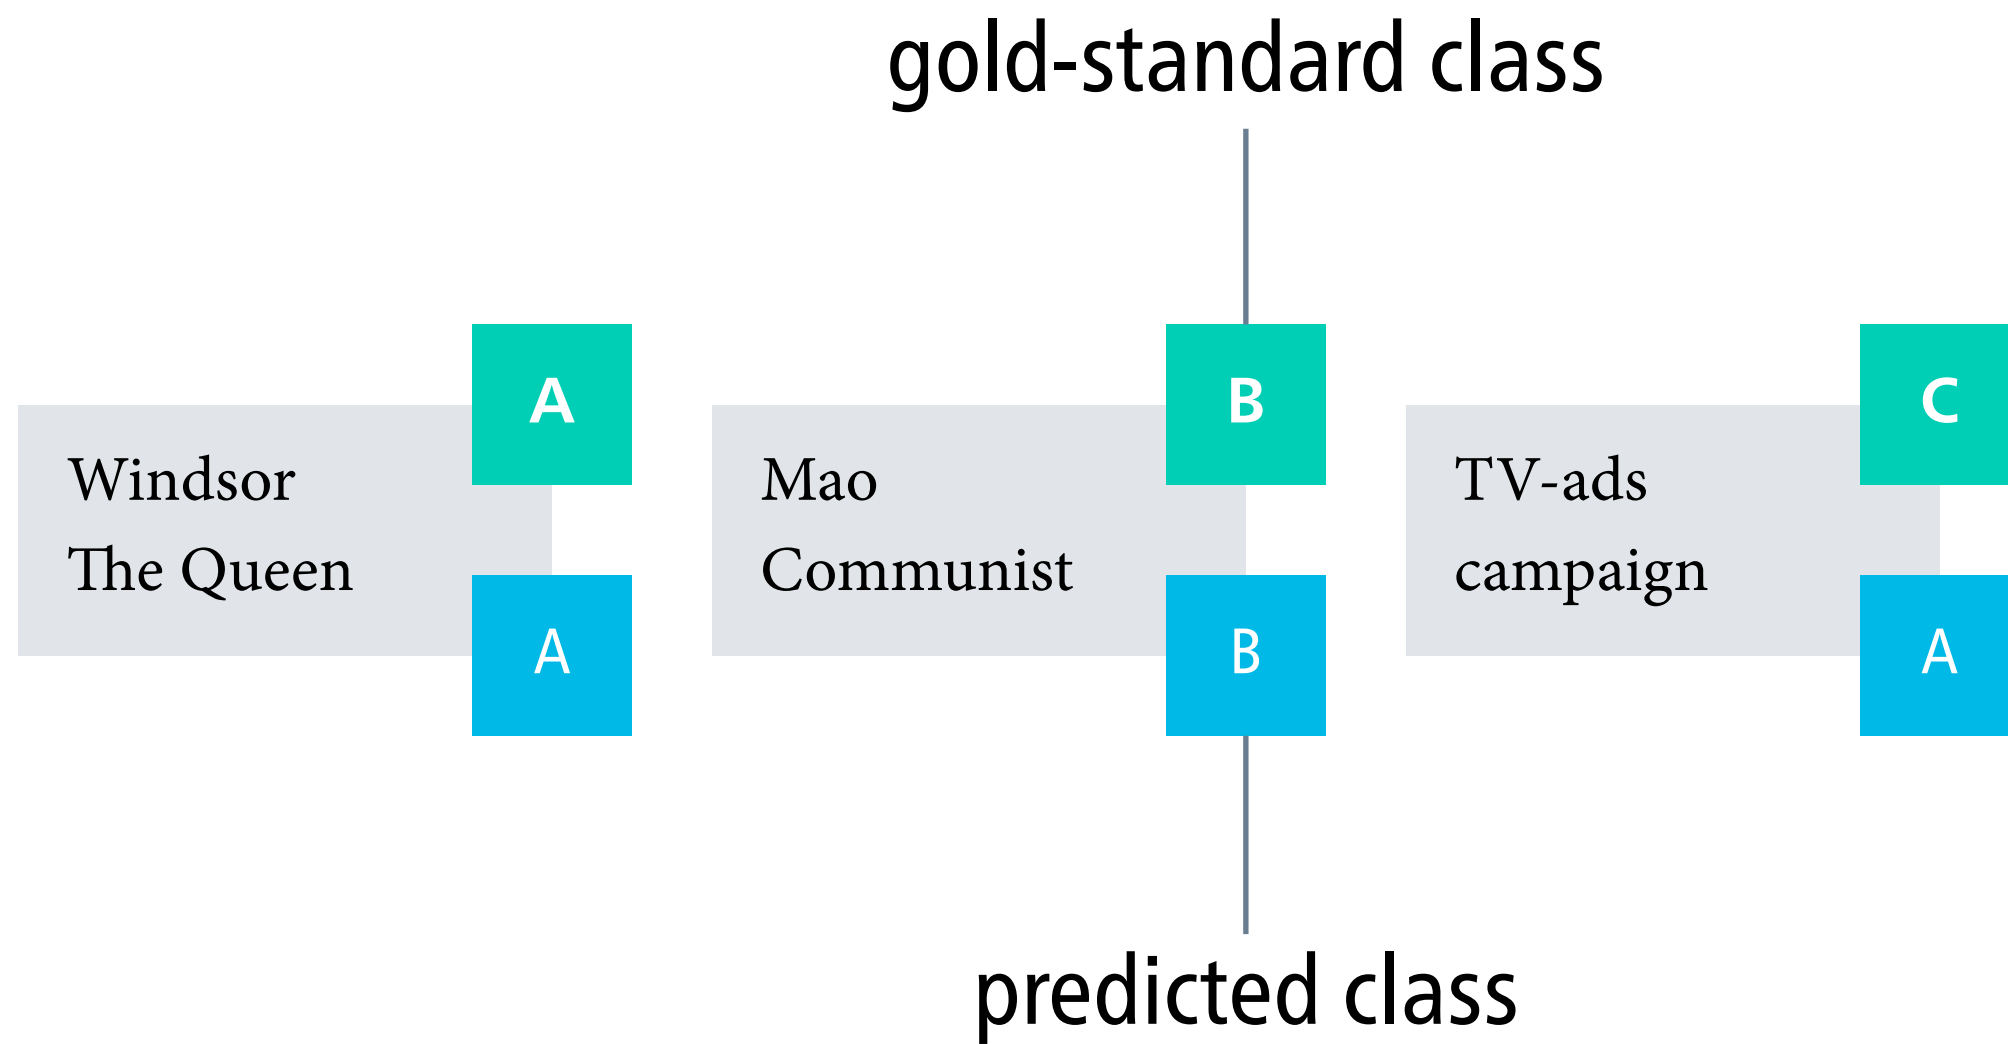 gold-standard class
A
B
C
Windsor
The Queen
Mao
Communist
TV-ads
campaign
A
B
A
predicted class